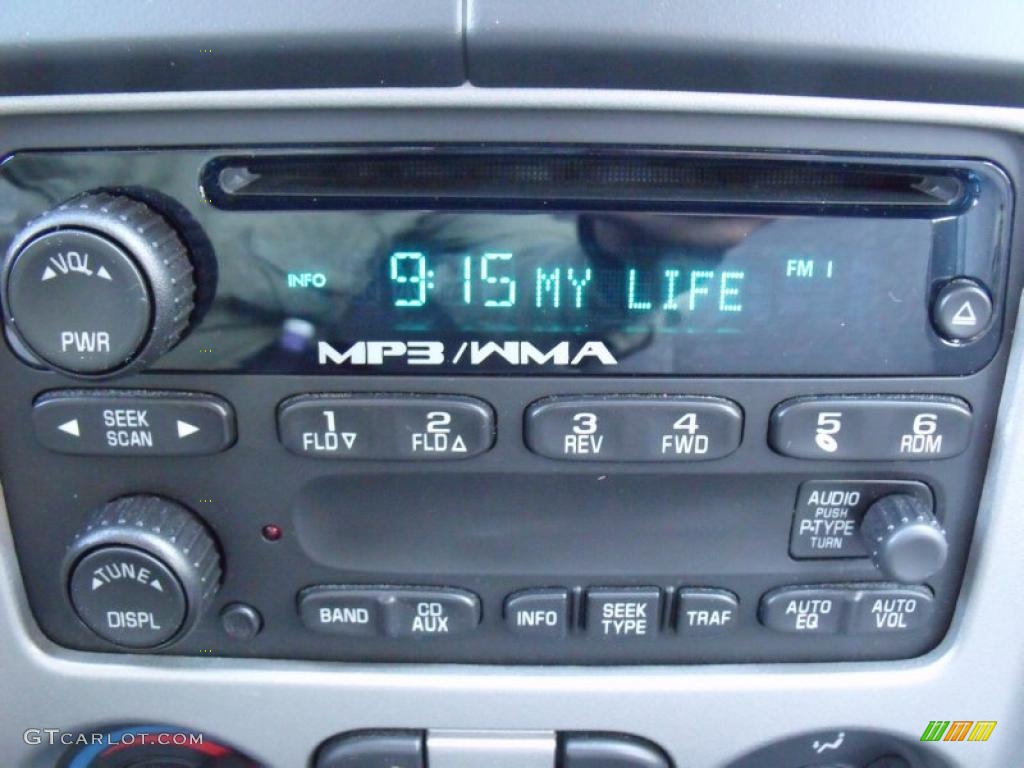 VOL
PWR
INFO 9:15 MY LIFE FM 1
MP3/WMA
SEEK
SCAN
1
FLD
2
FLD
3
REV
4
FWD
5
6
RDM
AUDIO
PUSH
P-TYPE
TURN
TUNE
DISPL
BAND
CD
AUX
INFO
SEEK
TYPE
TRAF
AUTO
EQ
AUTO
VOL
GTCARLOT.COM